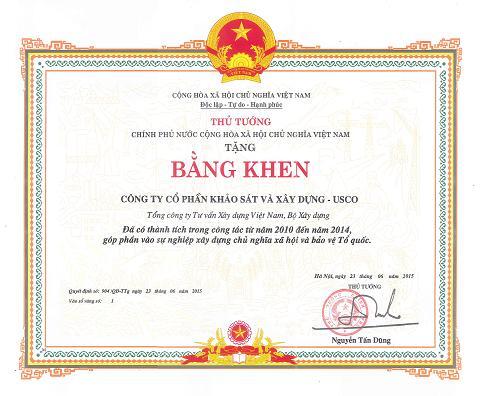 CỘNG HÒA XÃ HỘI CHỦ NGHĨA VIỆT NAM
Độc lập - Tự do - Hạnh phúc
THỦ TƯỚNG
CHÍNH PHỦ NƯỚC CỘNG HÒA XÃ HỘI CHỦ NGHĨA VIỆT NAM
TẶNG
BẰNG KHEN
CÔNG TY CỔ PHẦN KHẢO SÁT VÀ XÂY DỰNG - USCO
Tổng công ty Tư vấn Xây dựng Việt Nam, Bộ Xây dựng
Đã có thành tích trong công tác từ năm 2010 đến năm 2014,
góp phần vào sự nghiệp xây dựng chủ nghĩa xã hội và bảo vệ Tổ quốc.
Hà Nội, ngày 23 tháng 06 năm 2015
Quyết định số: 904/QĐ-TTg ngày 23 tháng 06 năm 2015
Vào sổ vàng số: 1
THỦ TƯỚNG
Nguyễn Tấn Dũng